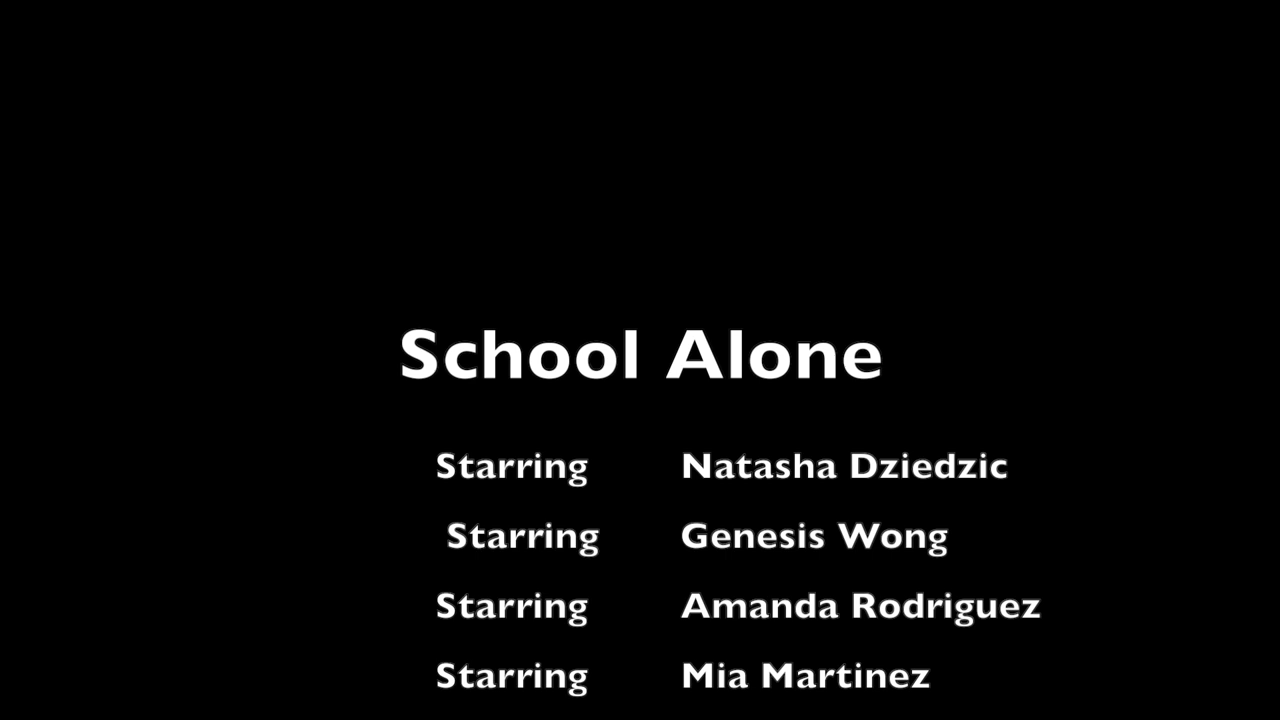 School Alone
Starring Natasha Dziedzic
Starring Genesis Wong
Starring Amanda Rodriguez
Starring Mia Martinez